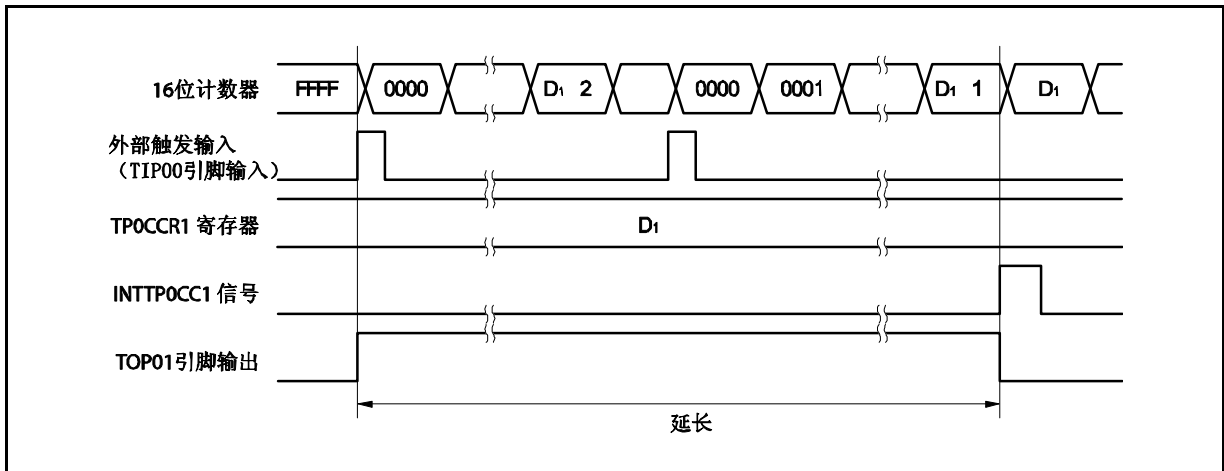 16位计数器 FFFF 0000 D1 2 0000 0001 D1 1 D1
外部触发输入
（TIP00引脚输入）
TP0CCR1 寄存器 D1
INTTP0CC1 信号
TOP01引脚输出
延长